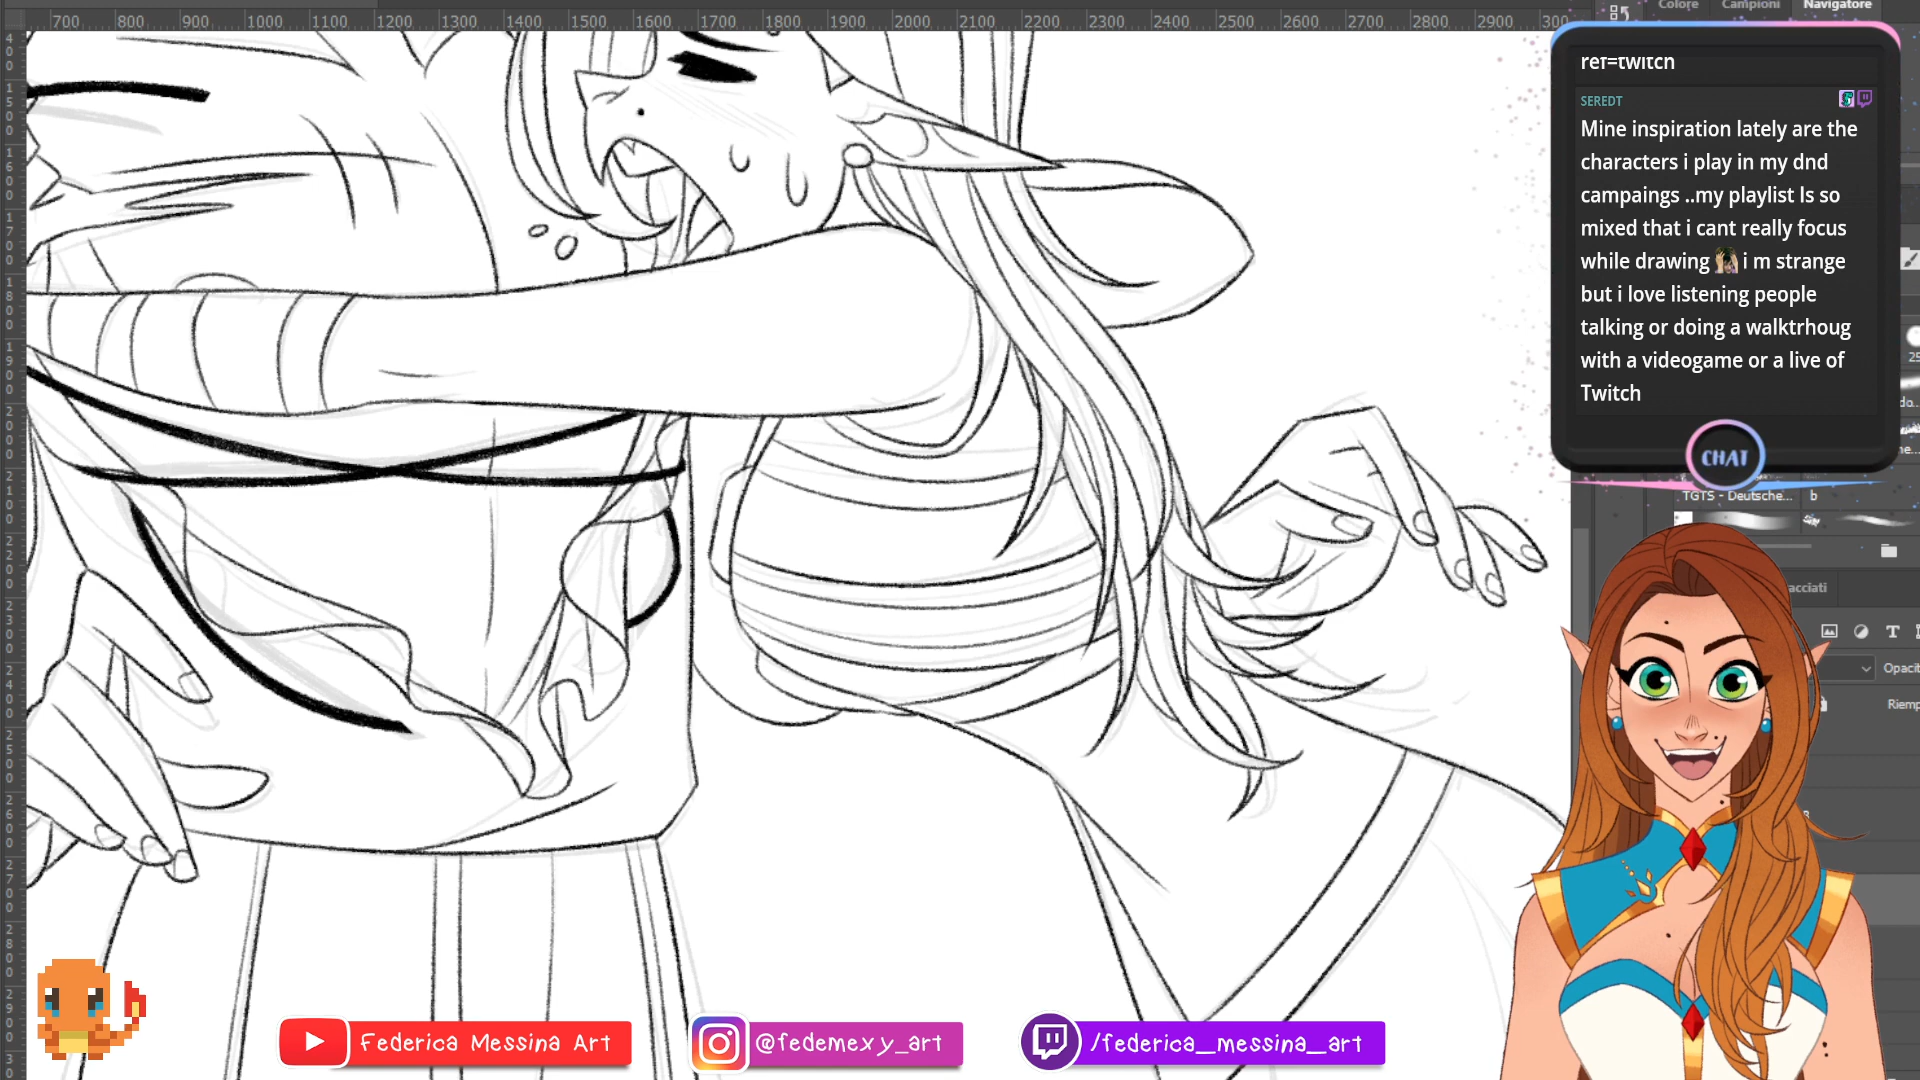 Colore Campioni Navigatore
700 800 900 1000 1100 1200 1300 1400 1500 1600 1700 1800 1900 2000 2100 2200 2300 2400 2500 2600 2700 2800 2900 300
ref=twitch
SEREDT
Mine inspiration lately are the
characters i play in my dnd
campaings ..my playlist Is so
mixed that i cant really focus
while drawing i m strange
but i love listening people
talking or doing a walktrhoug
with a videogame or a live of
Twitch
CHAT
TGTS - Deutsche... b
acciati
Opacit
Riemp
Federica Messina Art
@fedemexy_art
/federica_messina_art